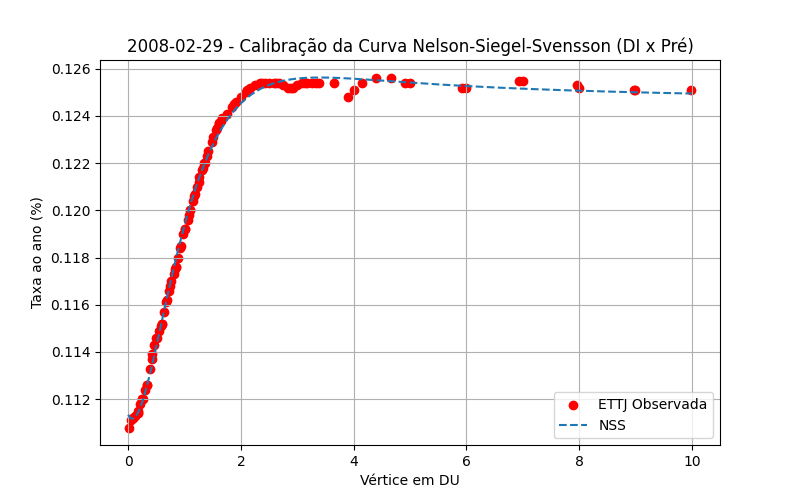 2008-02-29 - Calibração da Curva Nelson-Siegel-Svensson (DI x Pré)
Taxa ao ano (%)
0.126
0.124
0.122
0.120
0.118
0.116
0.114
0.112
ETTJ Observada
NSS
0
2
4
6
8
10
Vértice em DU